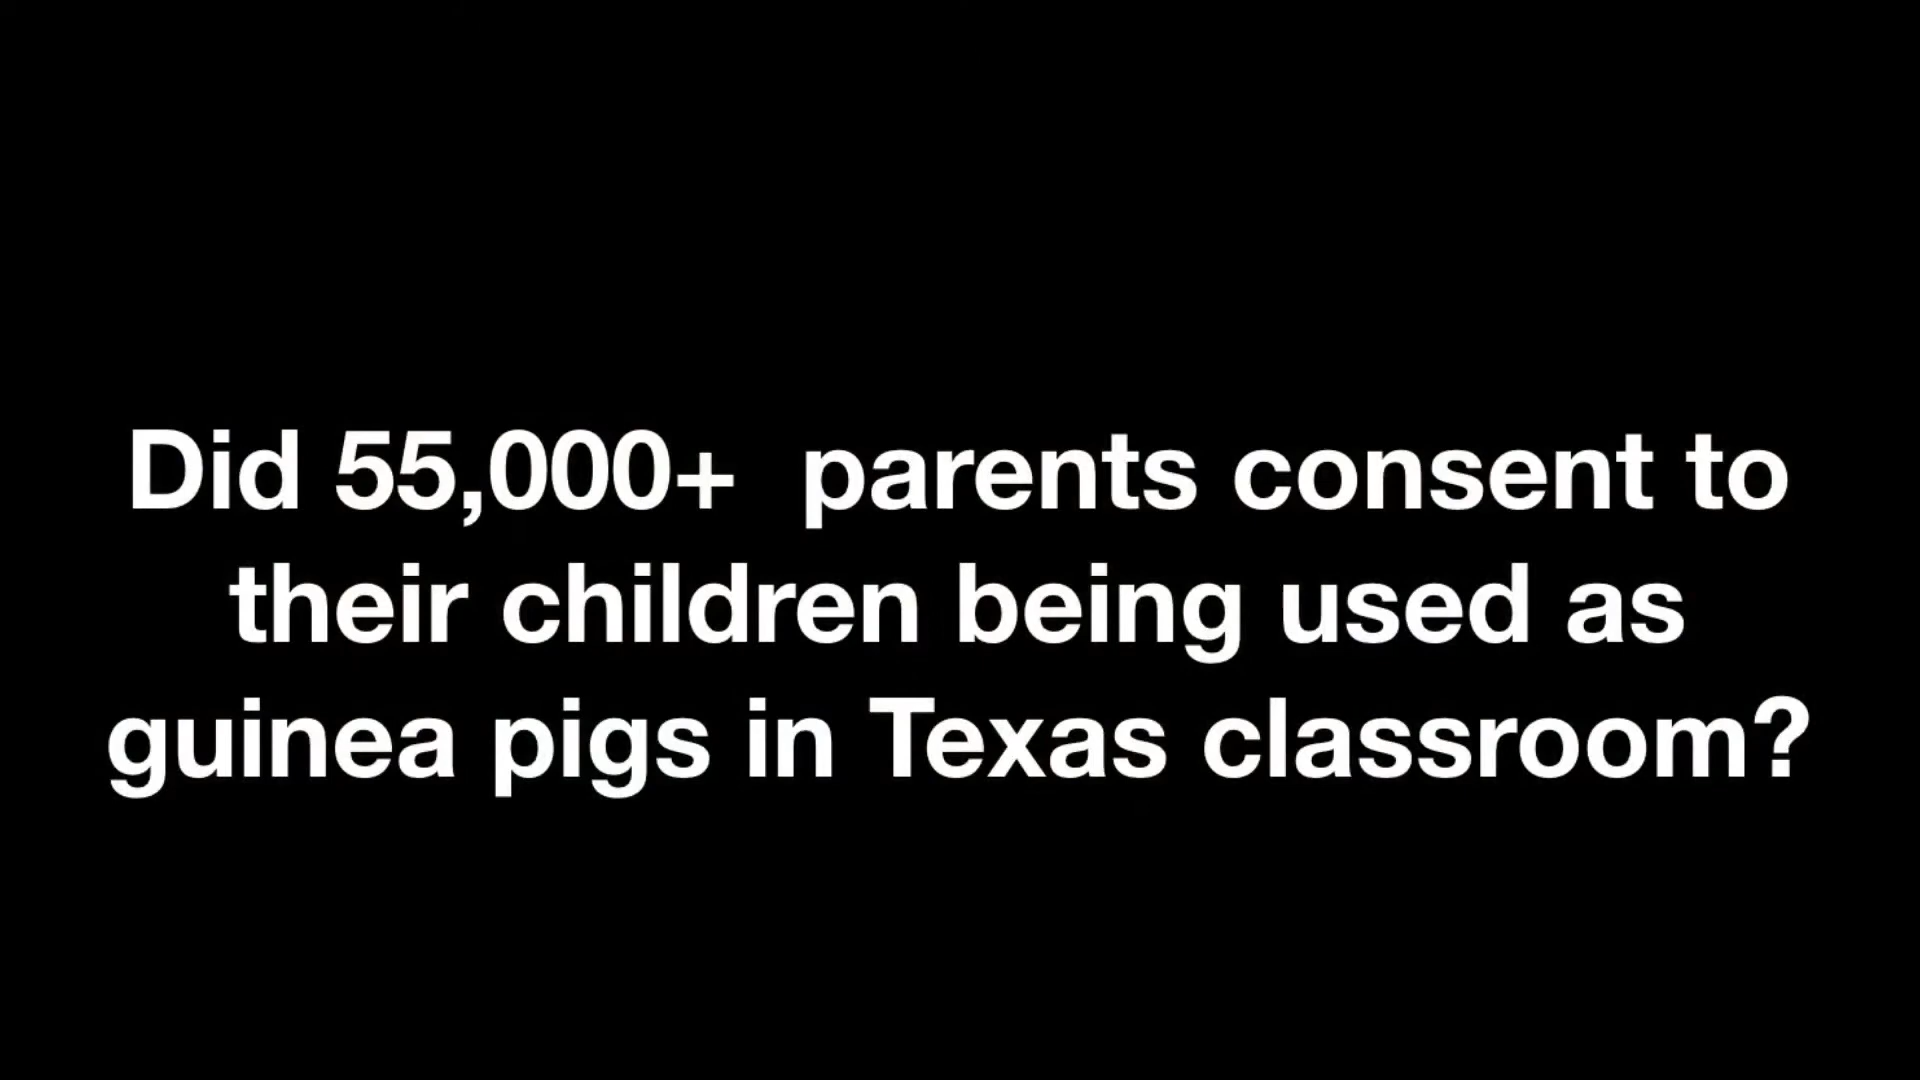 Did 55,000+  parents consent to
their children being used as
guinea pigs in Texas classroom?